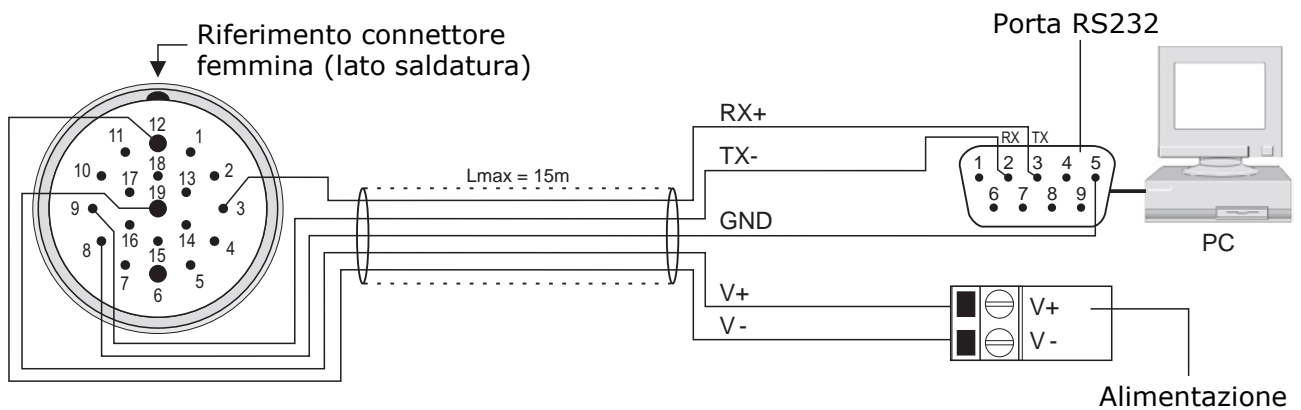 Riferimento connettore
femmina (lato saldatura)
Porta RS232
12
11
1
10
18
2
17
13
19
9
3
16
14
8
15
4
7
5
6
Lmax = 15m
RX+
TX-
GND
V+
V -
RX TX
1 2 3 4 5
6 7 8 9
PC
V+
V -
Alimentazione